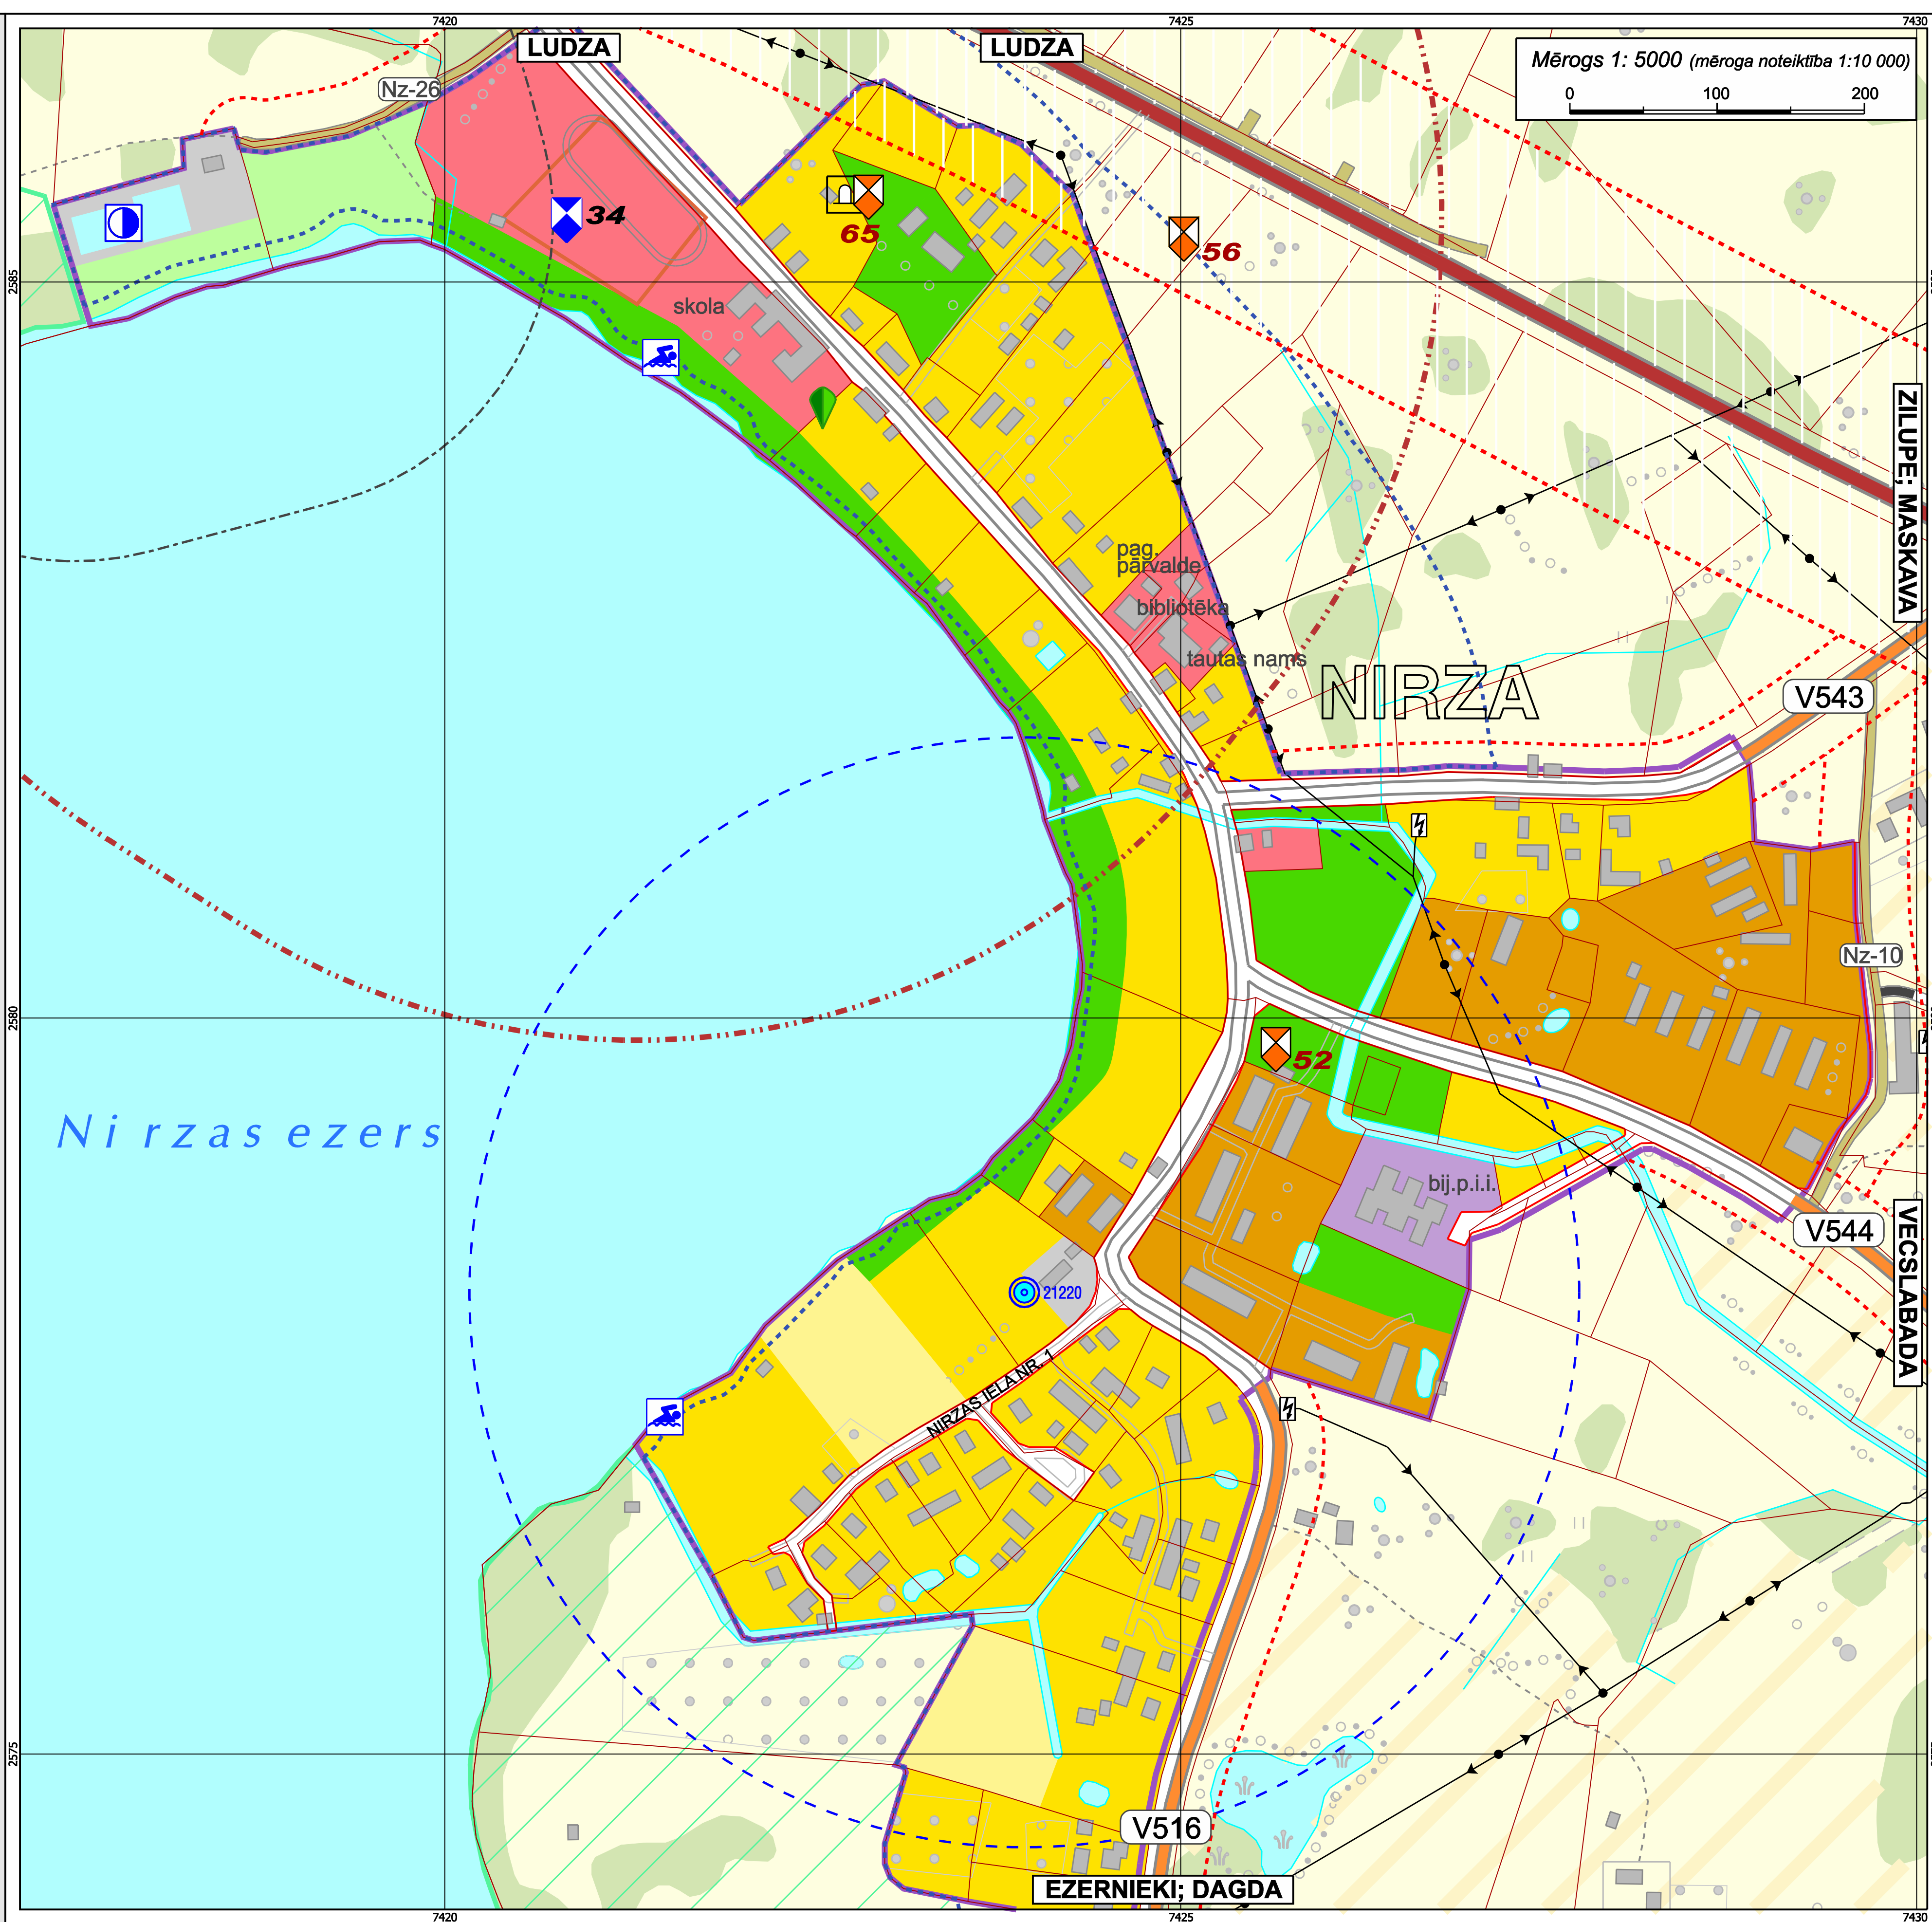 7420
7425
7430
LUDZA
LUDZA
Mērogs 1: 5000 (mēroga noteiktība 1:10 000)
0 100 200
Nz-26
34
65
56
2585
skola
ZILUPE; MASKAVA
pag.
pārvalde
bibliotēka
tautas nams
NIRZA
V543
Nz-10
2580
52
Nirzas ezers
bij.p.i.i.
V544
VECSLABADA
21220
NIRZAS IELA NR. 1
2575
V516
EZERNIEKI; DAGDA
7420
7425
7430